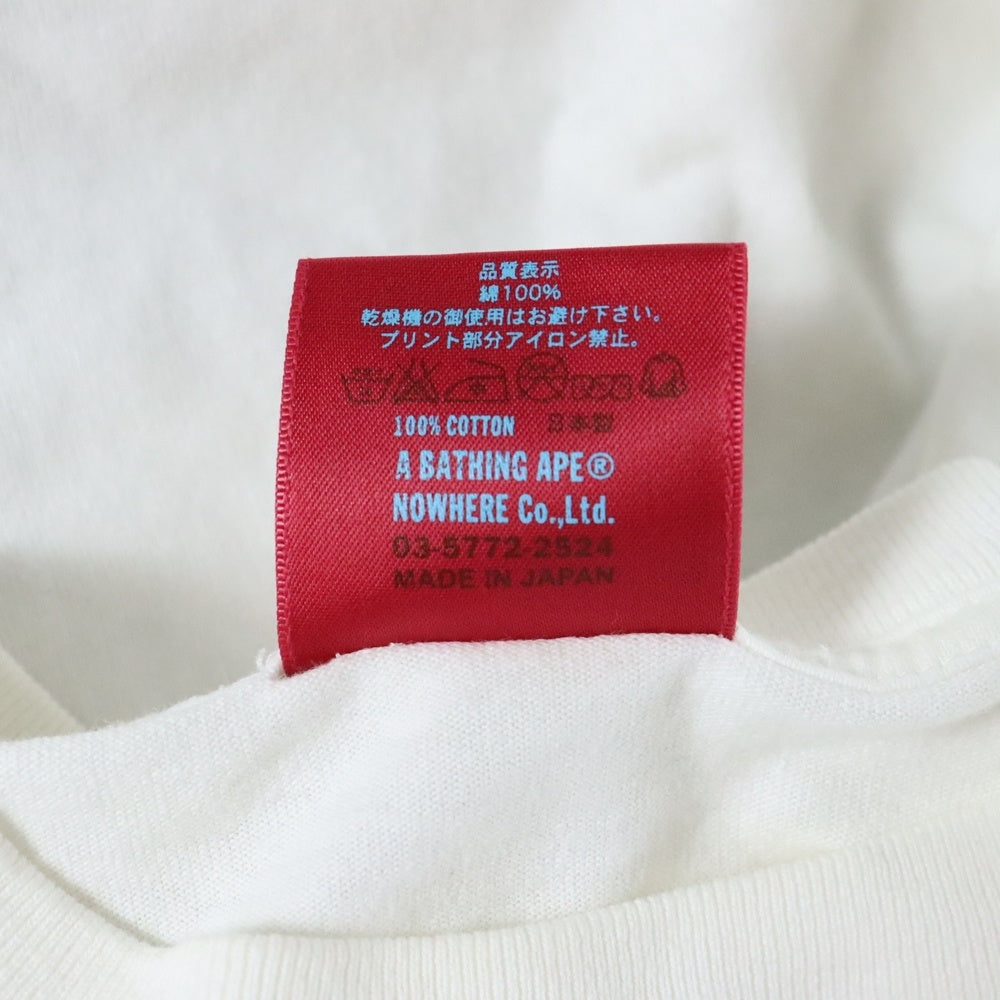 品質表示
綿100%
乾燥機の御使用はお避け下さい。
プリント部分アイロン禁止。
100% COTTON 日本製
A BATHING APE®
NOWHERE Co.,Ltd.
03-5772-2524
MADE IN JAPAN